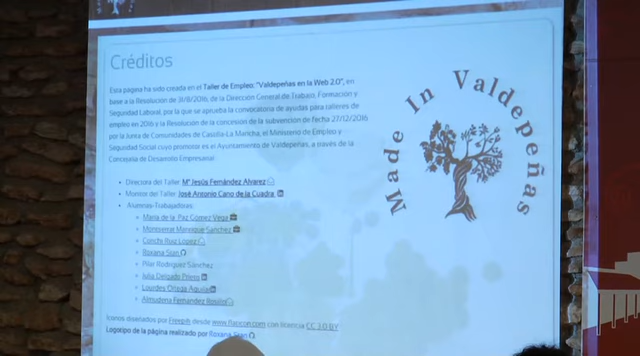 Créditos
Made In Valdepeñas
Esta página ha sido creada en el Taller de Empleo: "Valdepeñas en la Web 2.0", en
base a la Resolución de 31/8/2016, de la Dirección General de Trabajo, Formación y
Seguridad Laboral, por la que se aprueba la convocatoria de ayudas para talleres de
empleo en 2016 y la Resolución de la concesión de la subvención de fecha 27/12/2016
por la Junta de Comunidades de Castilla-La Mancha, el Ministerio de Empleo y
Seguridad Social cuyo promotor es el Ayuntamiento de Valdepeñas, a través de la
Concejalía de Desarrollo Empresarial.
Directora del Taller Mª Jesús Fernández Álvarez
Monitor del Taller José Antonio Cano de la Cuadra
Alumnas-Trabajadoras:
María de la Paz Gómez Vega
Montserrat Manrique Sánchez
Conchi Ruiz López
Roxana Stan
Pilar Rodríguez Sánchez
Julia Delgado Priero
Lourdes Ortega Aguilar
Almudena Fernández Rosillo
Iconos diseñados por Freepik desde www.flaticon.com con licencia CC 3.0 BY
Logotipo de la página realizado por Roxana Stan